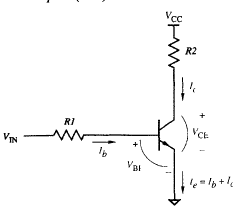 V_CC
R2
I_c
R1
V_IN
I_b
+
V_BE
−
+
V_CE
−
I_e = I_b + I_c